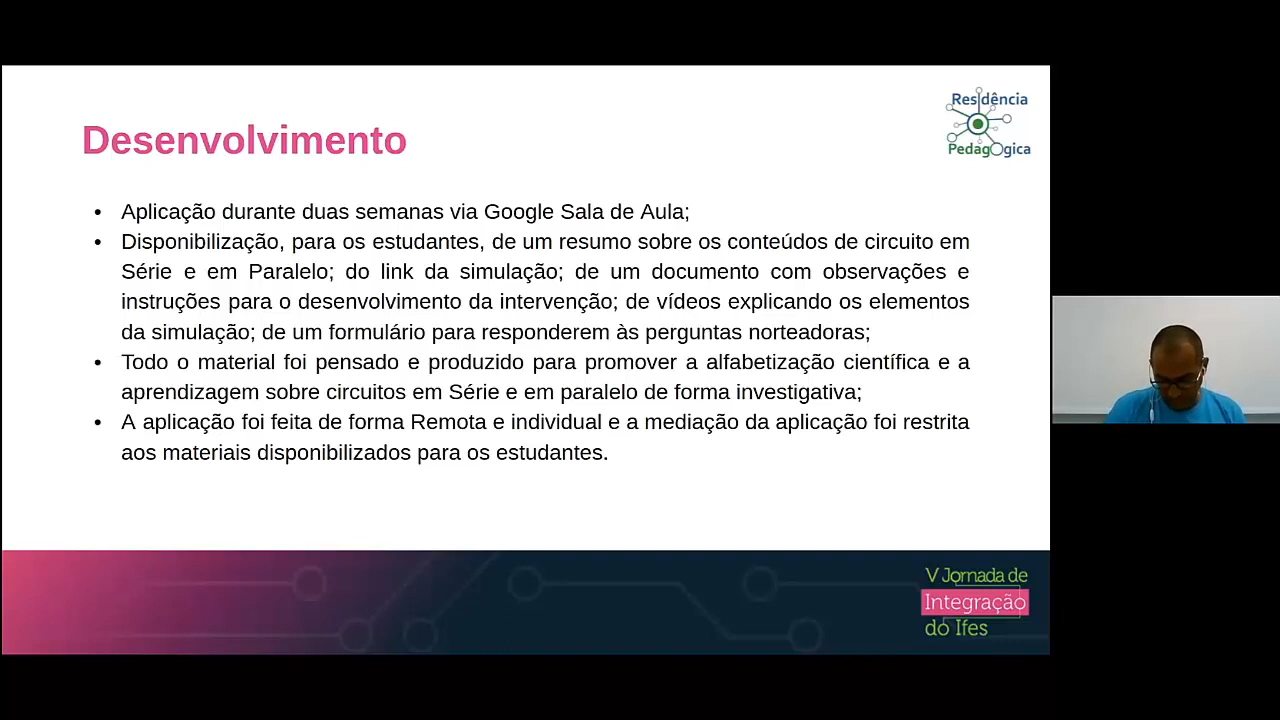 Residência
Pedagógica
Desenvolvimento
• Aplicação durante duas semanas via Google Sala de Aula;
• Disponibilização, para os estudantes, de um resumo sobre os conteúdos de circuito em
Série e em Paralelo; do link da simulação; de um documento com observações e
instruções para o desenvolvimento da intervenção; de vídeos explicando os elementos
da simulação; de um formulário para responderem às perguntas norteadoras;
• Todo o material foi pensado e produzido para promover a alfabetização científica e a
aprendizagem sobre circuitos em Série e em paralelo de forma investigativa;
• A aplicação foi feita de forma Remota e individual e a mediação da aplicação foi restrita
aos materiais disponibilizados para os estudantes.
V Jornada de
Integração
do Ifes